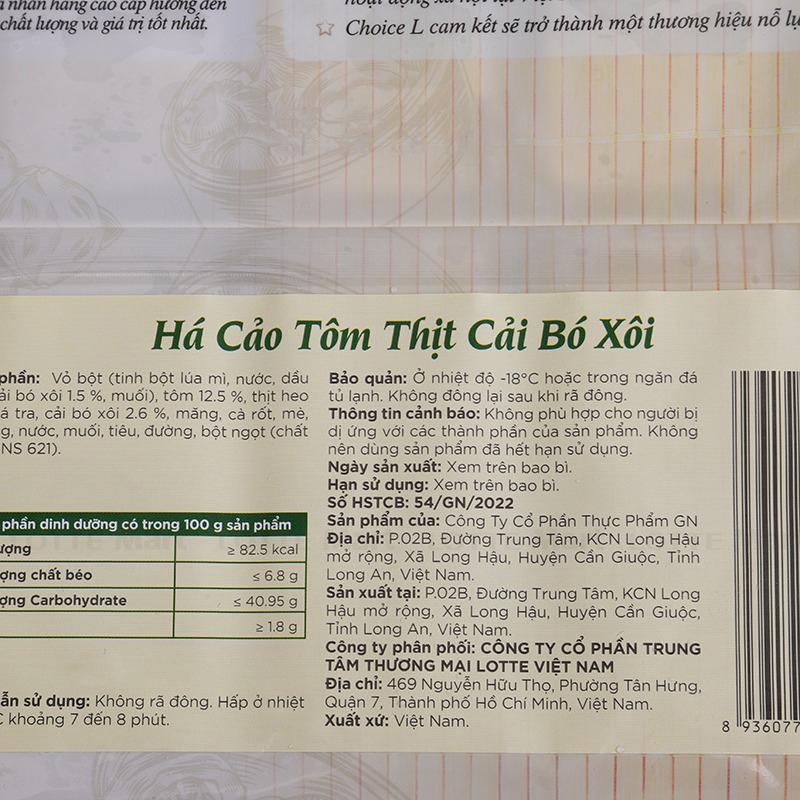 nhãn hàng cao cấp hướng đến
chất lượng và giá trị tốt nhất.
hoạt động xã hội tại
Choice L cam kết sẽ trở thành một thương hiệu nỗ
Há Cảo Tôm Thịt Cải Bó Xôi
phần: Vỏ bột (tinh bột lúa mì, nước, dầu
bó xôi 1.5 %, muối), tôm 12.5 %, thịt heo
tra, cải bó xôi 2.6 %, măng, cà rốt, mè,
nước, muối, tiêu, đường, bột ngọt (chất
NS 621).
phần dinh dưỡng có trong 100 g sản phẩm
ượng ≥ 82.5 kcal
ợng chất béo ≤ 6.8 g
ợng Carbohydrate ≤ 40.95 g
≥ 1.8 g
ẫn sử dụng: Không rã đông. Hấp ở nhiệt
C khoảng 7 đến 8 phút.
Bảo quản: Ở nhiệt độ -18°C hoặc trong ngăn đá
tủ lạnh. Không đông lại sau khi rã đông.
Thông tin cảnh báo: Không phù hợp cho người bị
dị ứng với các thành phần của sản phẩm. Không
nên dùng sản phẩm đã hết hạn sử dụng.
Ngày sản xuất: Xem trên bao bì.
Hạn sử dụng: Xem trên bao bì.
Số HSTCB: 54/GN/2022
Sản phẩm của: Công Ty Cổ Phần Thực Phẩm GN
Địa chỉ: P.02B, Đường Trung Tâm, KCN Long Hậu
mở rộng, Xã Long Hậu, Huyện Cần Giuộc, Tỉnh
Long An, Việt Nam.
Sản xuất tại: P.02B, Đường Trung Tâm, KCN Long
Hậu mở rộng, Xã Long Hậu, Huyện Cần Giuộc,
Tỉnh Long An, Việt Nam.
Công ty phân phối: CÔNG TY CỔ PHẦN TRUNG
TÂM THƯƠNG MẠI LOTTE VIỆT NAM
Địa chỉ: 469 Nguyễn Hữu Thọ, Phường Tân Hưng,
Quận 7, Thành phố Hồ Chí Minh, Việt Nam.
Xuất xứ: Việt Nam.
8 936077